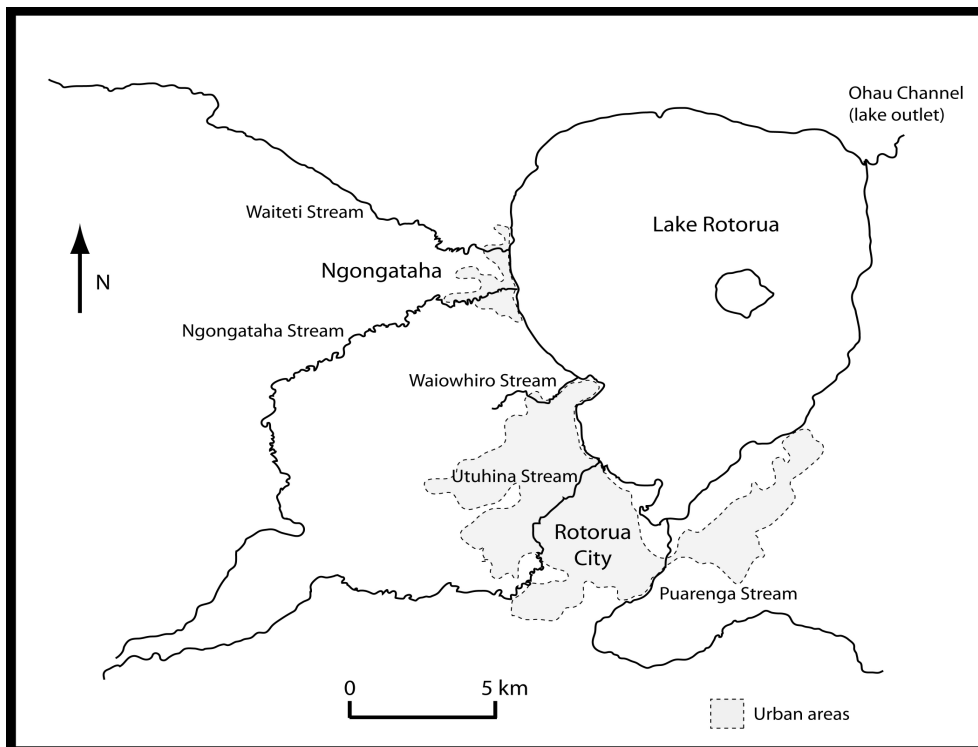 Ohau Channel
(lake outlet)
Waiteti Stream
Lake Rotorua
Ngongataha
N
Ngongataha Stream
Waiowhiro Stream
Utuhina Stream
Rotorua
City
Puarenga Stream
0 5 km
Urban areas